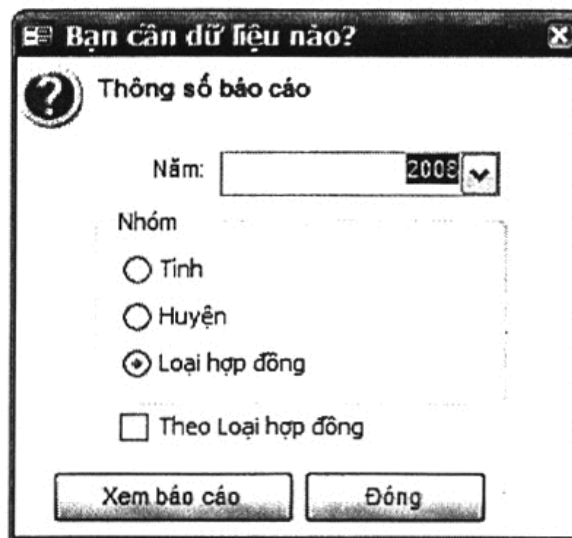 Bạn cần dữ liệu nào?
Thông số báo cáo
Năm: 2008
Nhóm
Tỉnh
Huyện
Loại hợp đồng
Theo Loại hợp đồng
Xem báo cáo Đóng